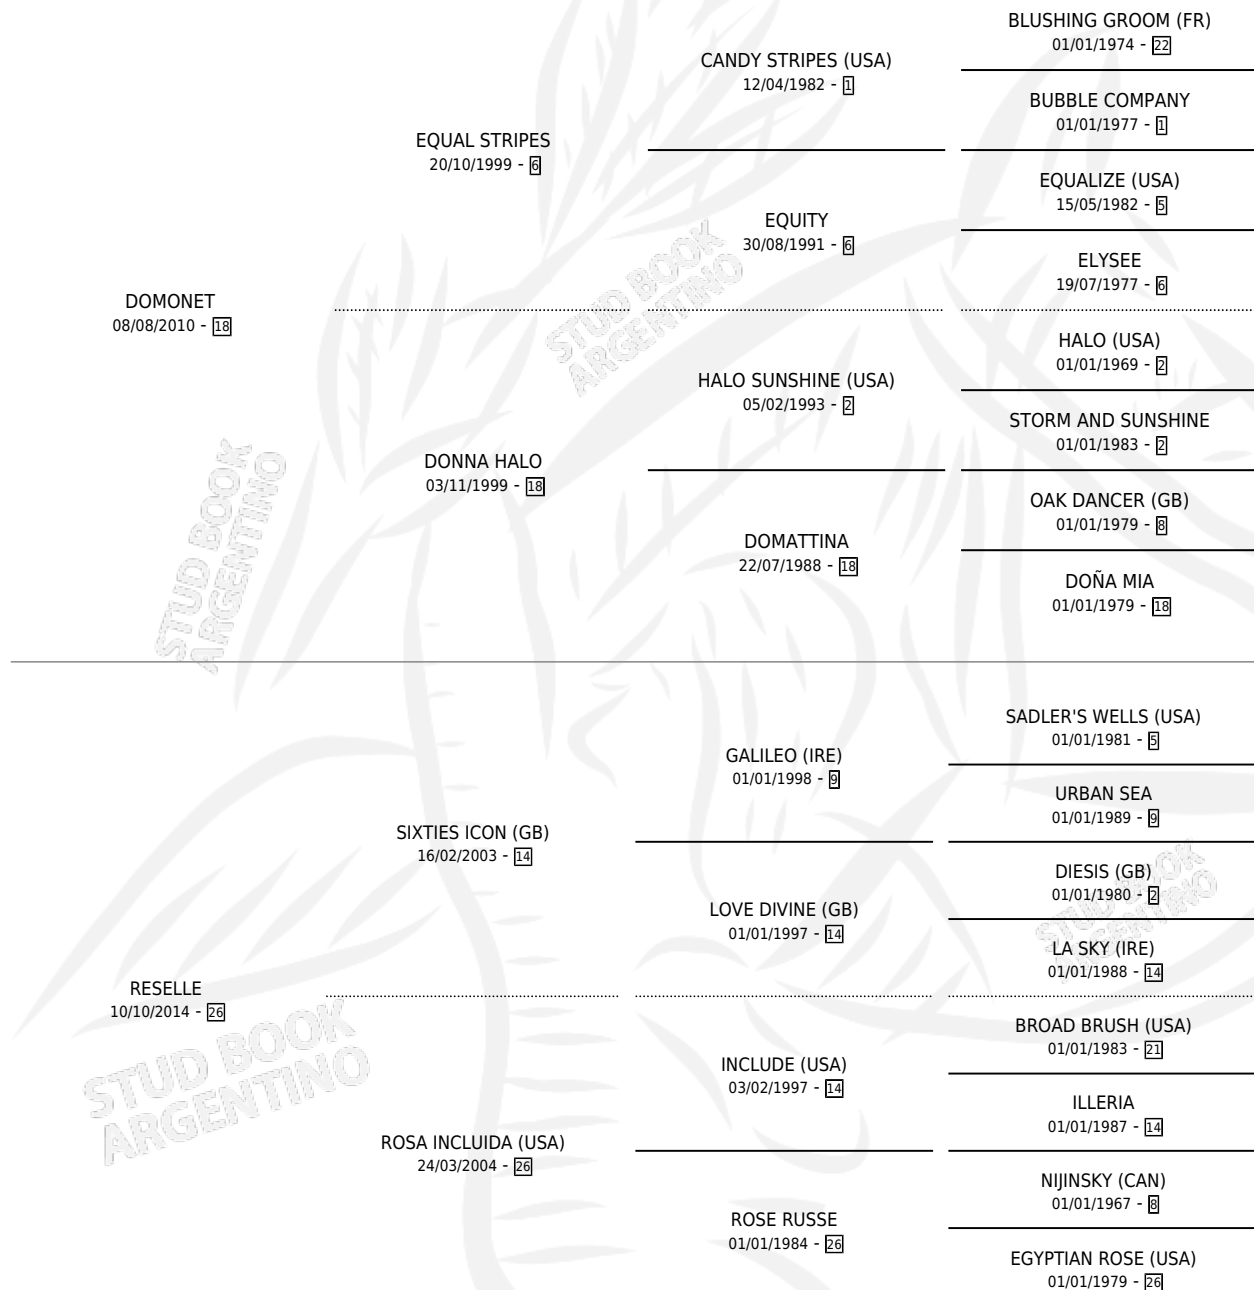 BLUSHING GROOM (FR)
01/01/1974 - 22
CANDY STRIPES (USA)
12/04/1982 - 1
BUBBLE COMPANY
01/01/1977 - 1
EQUAL STRIPES
20/10/1999 - 6
EQUALIZE (USA)
15/05/1982 - 5
EQUITY
30/08/1991 - 6
ELYSEE
19/07/1977 - 6
DOMONET
08/08/2010 - 18
HALO (USA)
01/01/1969 - 2
HALO SUNSHINE (USA)
05/02/1993 - 2
STORM AND SUNSHINE
01/01/1983 - 2
DONNA HALO
03/11/1999 - 18
OAK DANCER (GB)
01/01/1979 - 8
DOMATTINA
22/07/1988 - 18
DOÑA MIA
01/01/1979 - 18
SADLER'S WELLS (USA)
01/01/1981 - 5
GALILEO (IRE)
01/01/1998 - 9
URBAN SEA
01/01/1989 - 9
SIXTIES ICON (GB)
16/02/2003 - 14
DIESIS (GB)
01/01/1980 - 2
LOVE DIVINE (GB)
01/01/1997 - 14
LA SKY (IRE)
01/01/1988 - 14
RESELLE
10/10/2014 - 26
BROAD BRUSH (USA)
01/01/1983 - 21
INCLUDE (USA)
03/02/1997 - 14
ILLERIA
01/01/1987 - 14
ROSA INCLUIDA (USA)
24/03/2004 - 26
NIJINSKY (CAN)
01/01/1967 - 8
ROSE RUSSE
01/01/1984 - 26
EGYPTIAN ROSE (USA)
01/01/1979 - 26
STUD BOOK
ARGENTINO
STUD BOOK
ARGENTINO
STUD BOOK
ARGENTINO
STUD BOOK
ARGENTINO